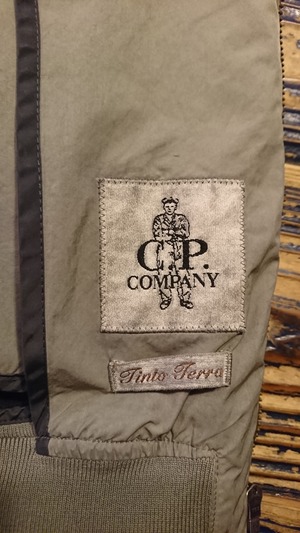 C.P.
COMPANY
Tinto Terra